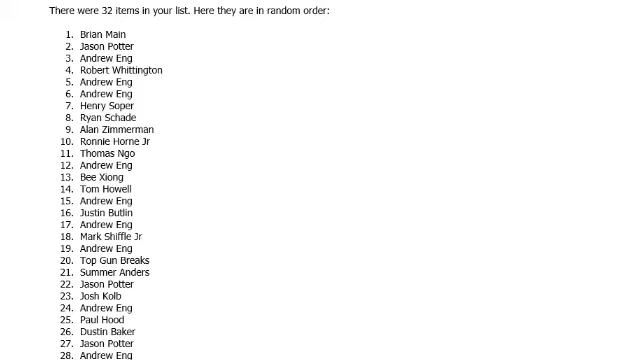 There were 32 items in your list. Here they are in random order:
1. Brian Main
2. Jason Potter
3. Andrew Eng
4. Robert Whittington
5. Andrew Eng
6. Andrew Eng
7. Henry Soper
8. Ryan Schade
9. Alan Zimmerman
10. Ronnie Horne Jr
11. Thomas Ngo
12. Andrew Eng
13. Bee Xiong
14. Tom Howell
15. Andrew Eng
16. Justin Butlin
17. Andrew Eng
18. Mark Shiffle Jr
19. Andrew Eng
20. Top Gun Breaks
21. Summer Anders
22. Jason Potter
23. Josh Kolb
24. Andrew Eng
25. Paul Hood
26. Dustin Baker
27. Jason Potter
28. Andrew Eng